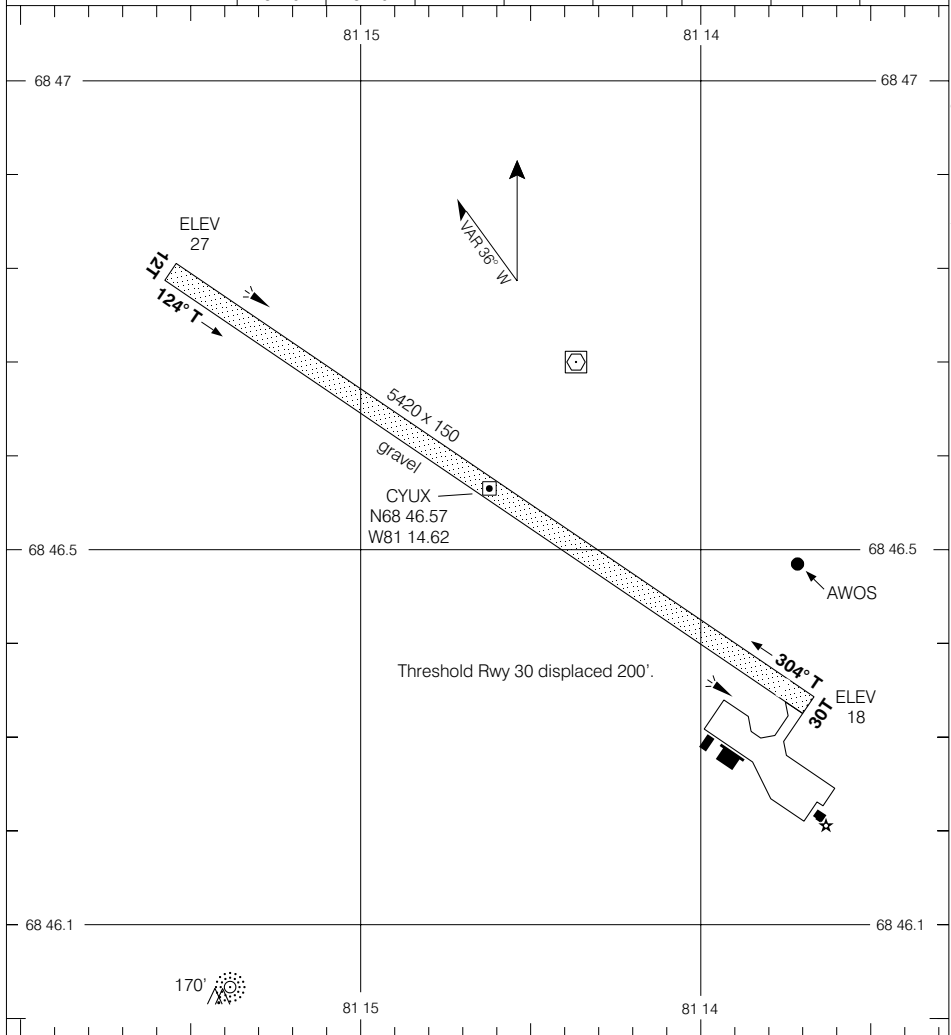 81 15
81 14
68 47
68 47
ELEV
27
VAR 36° W
12T
124° T
5420 x 150
gravel
CYUX
N68 46.57
W81 14.62
68 46.5
68 46.5
AWOS
Threshold Rwy 30 displaced 200'.
304° T
30T
ELEV
18
68 46.1
68 46.1
170'
81 15
81 14